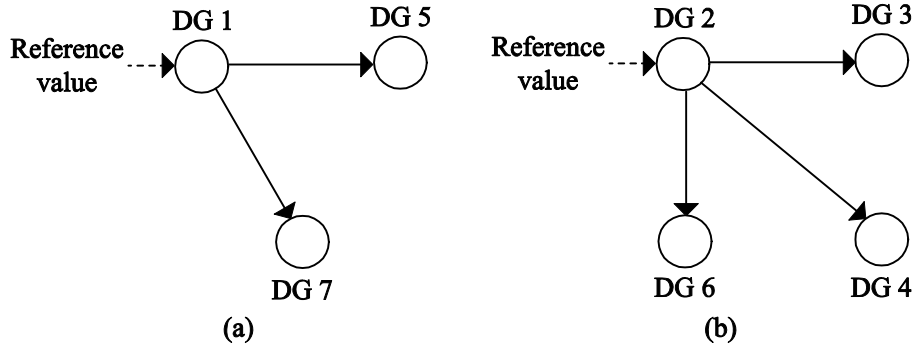 DG 1
DG 5
Reference
value
DG 7
(a)
DG 2
DG 3
Reference
value
DG 6
DG 4
(b)